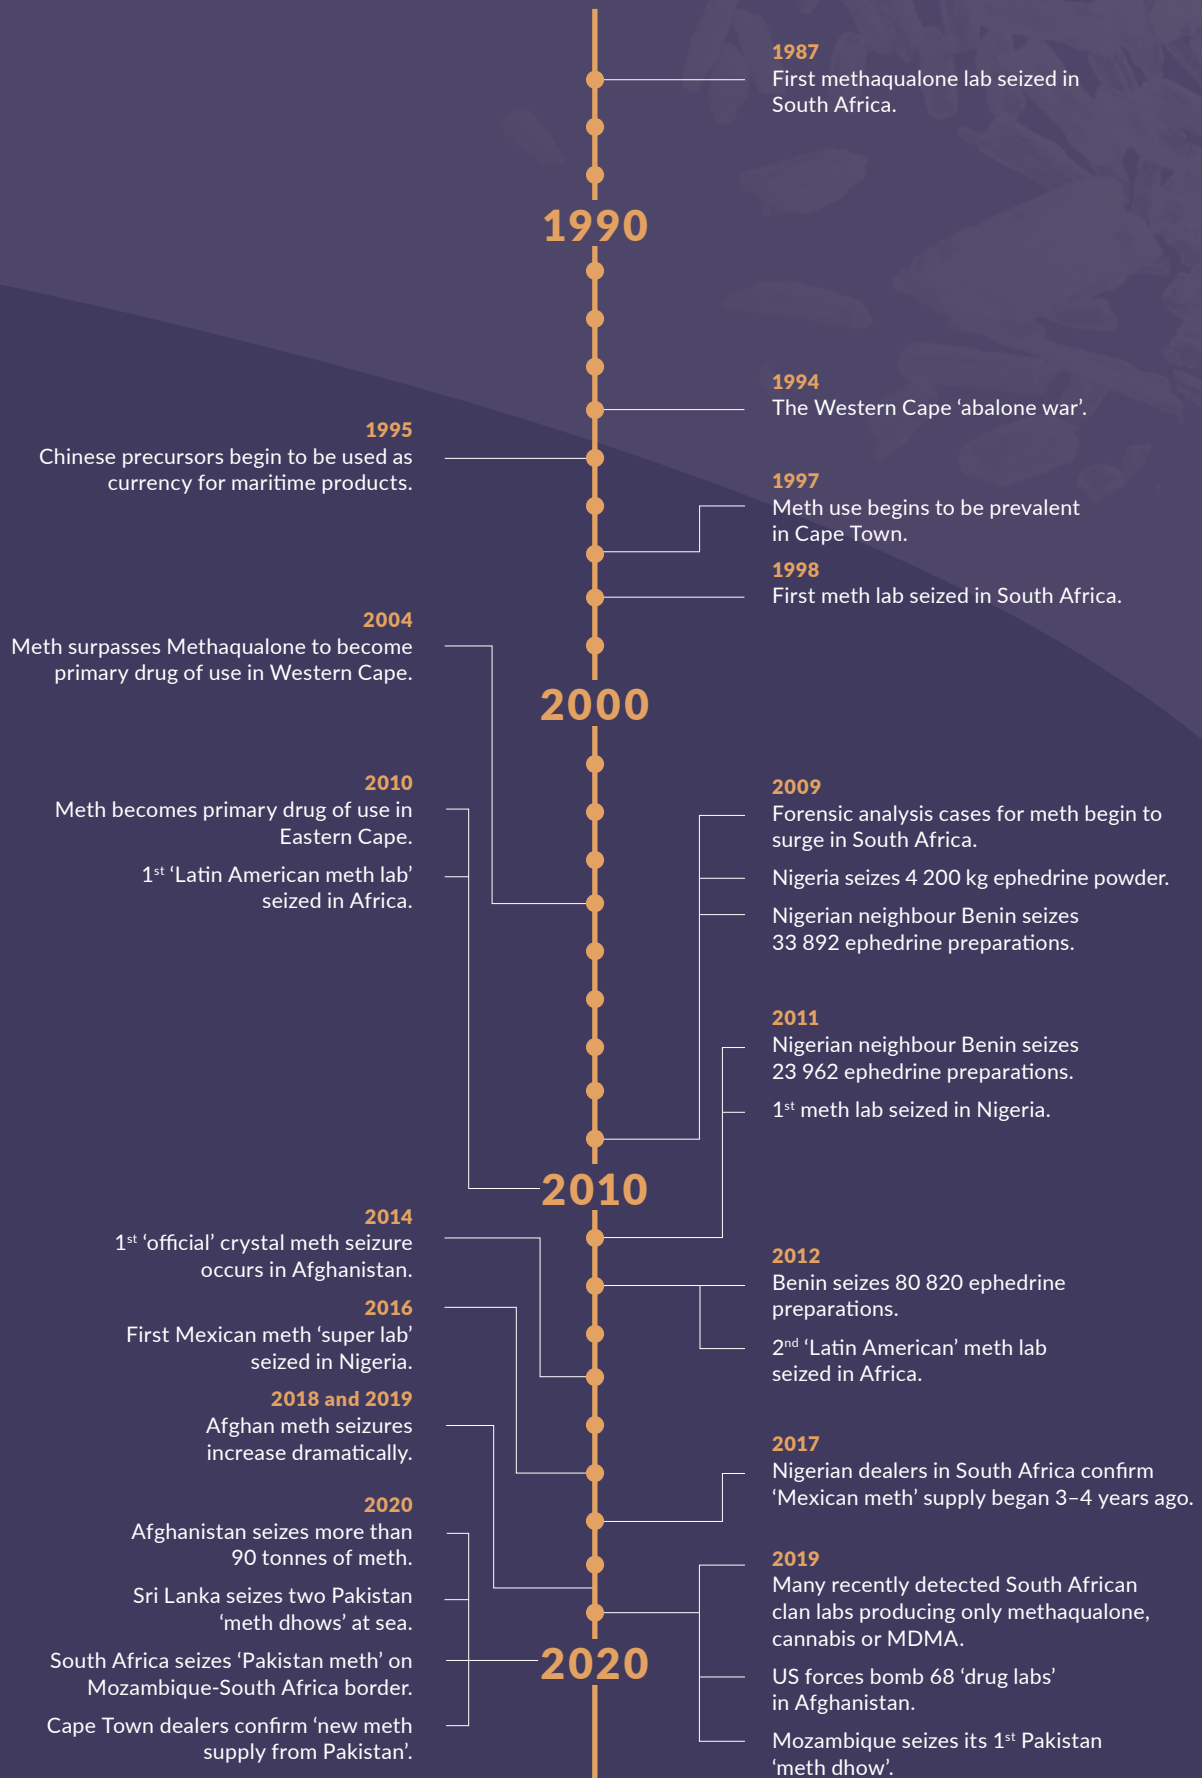 1987
First methaqualone lab seized in
South Africa.
1990
1994
The Western Cape ‘abalone war’.
1995
Chinese precursors begin to be used as
currency for maritime products.
1997
Meth use begins to be prevalent
in Cape Town.
1998
First meth lab seized in South Africa.
2004
Meth surpasses Methaqualone to become
primary drug of use in Western Cape.
2000
2010
Meth becomes primary drug of use in
Eastern Cape.
1st ‘Latin American meth lab’
seized in Africa.
2009
Forensic analysis cases for meth begin to
surge in South Africa.
Nigeria seizes 4 200 kg ephedrine powder.
Nigerian neighbour Benin seizes
33 892 ephedrine preparations.
2011
Nigerian neighbour Benin seizes
23 962 ephedrine preparations.
1st meth lab seized in Nigeria.
2010
2014
1st ‘official’ crystal meth seizure
occurs in Afghanistan.
2012
Benin seizes 80 820 ephedrine
preparations.
2nd ‘Latin American’ meth lab
seized in Africa.
2016
First Mexican meth ‘super lab’
seized in Nigeria.
2018 and 2019
Afghan meth seizures
increase dramatically.
2017
Nigerian dealers in South Africa confirm
‘Mexican meth’ supply began 3–4 years ago.
2020
Afghanistan seizes more than
90 tonnes of meth.
Sri Lanka seizes two Pakistan
‘meth dhows’ at sea.
South Africa seizes ‘Pakistan meth’ on
Mozambique-South Africa border.
Cape Town dealers confirm ‘new meth
supply from Pakistan’.
2020
2019
Many recently detected South African
clan labs producing only methaqualone,
cannabis or MDMA.
US forces bomb 68 ‘drug labs’
in Afghanistan.
Mozambique seizes its 1st Pakistan
‘meth dhow’.